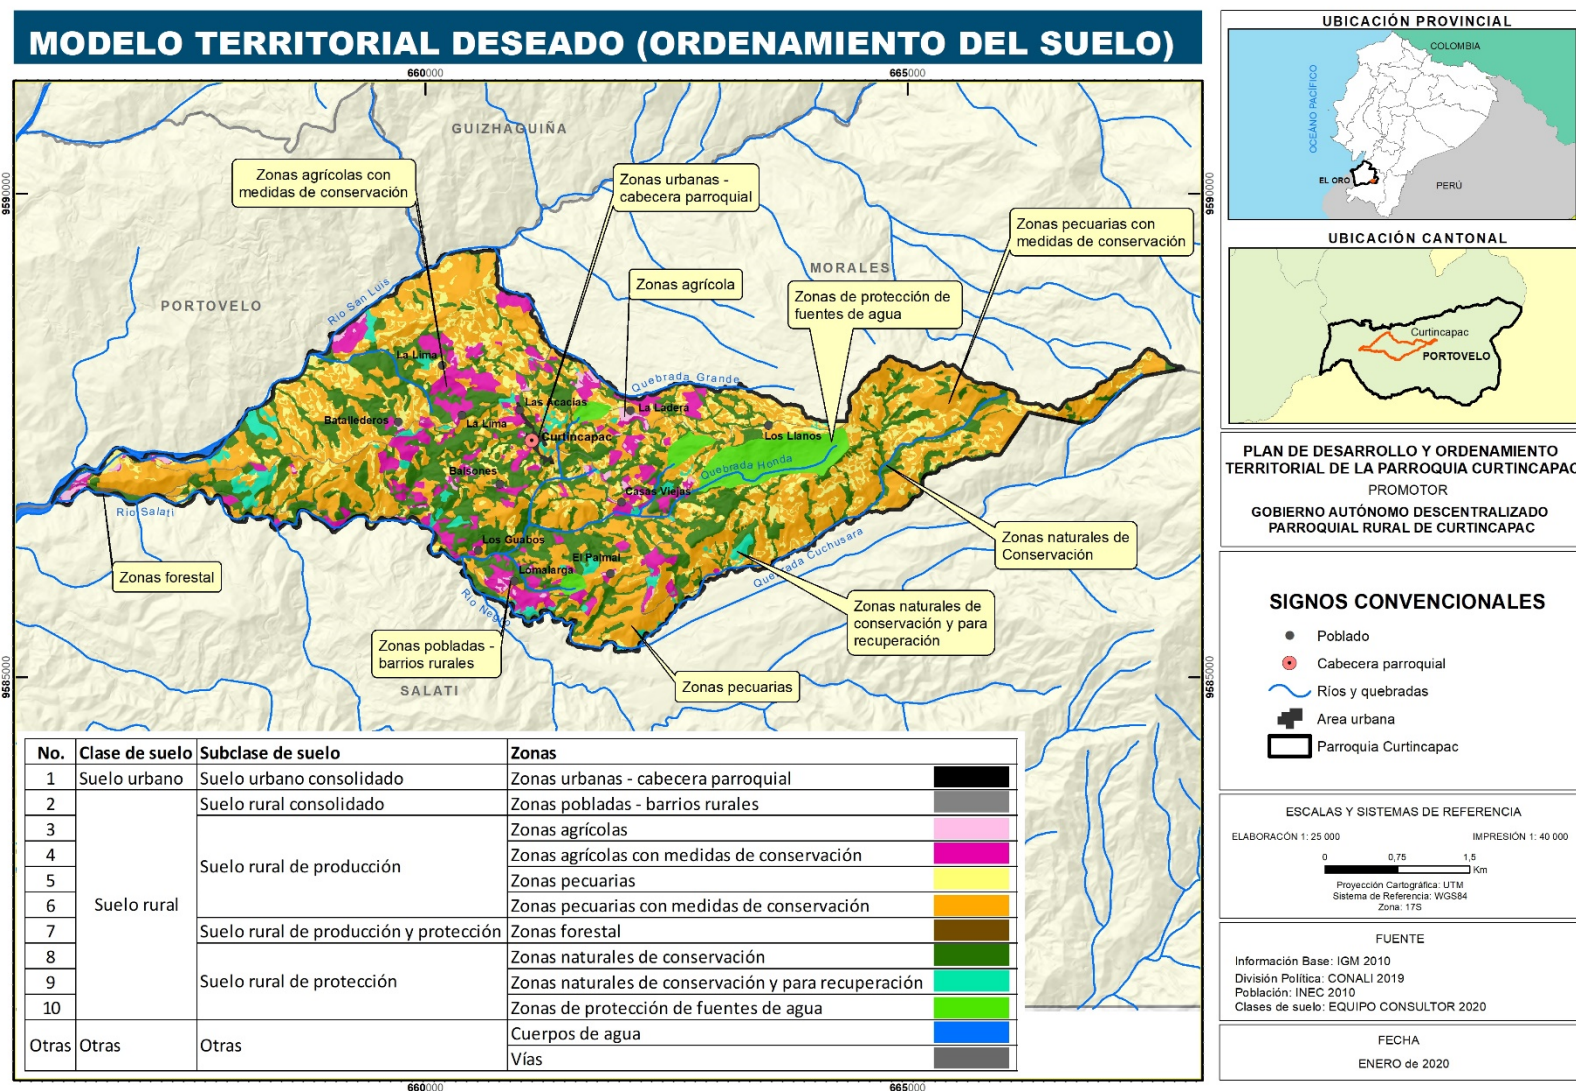 MODELO TERRITORIAL DESEADO (ORDENAMIENTO DEL SUELO)
660000
665000
9590000
9590000
GUIZHAGUIÑA
Zonas agrícolas con
medidas de conservación
Zonas urbanas -
cabecera parroquial
Zonas pecuarias con
medidas de conservación
MORALES
Zonas agrícola
Zonas de protección de
fuentes de agua
PORTOVELO
Rio San Luis
La Lima
Quebrada Grande
Las Acacias
La Ladera
Batallederos
La Lima
Los Llanos
Curtincapac
Balsones
Quebrada Honda
Casas Viejas
Rio Salati
Los Guabos
El Palmal
Lomalarga
Quebrada Cuchusara
Zonas naturales de
Conservación
Zonas forestal
Rio Negro
Zonas naturales de
conservación y para
recuperación
Zonas pobladas -
barrios rurales
Zonas pecuarias
SALATI
9585000
9585000
No. Clase de suelo Subclase de suelo Zonas
1 Suelo urbano Suelo urbano consolidado Zonas urbanas - cabecera parroquial
2 Suelo rural consolidado Zonas pobladas - barrios rurales
3 Zonas agrícolas
4 Suelo rural de producción Zonas agrícolas con medidas de conservación
5 Zonas pecuarias
6 Suelo rural Zonas pecuarias con medidas de conservación
7 Suelo rural de producción y protección Zonas forestal
8 Zonas naturales de conservación
9 Suelo rural de protección Zonas naturales de conservación y para recuperación
10 Zonas de protección de fuentes de agua
Otras Otras Otras Cuerpos de agua
Vías
660000
665000
UBICACIÓN PROVINCIAL
COLOMBIA
OCEÁNO PACÍFICO
EL ORO
PERÚ
UBICACIÓN CANTONAL
Curtincapac
PORTOVELO
PLAN DE DESARROLLO Y ORDENAMIENTO
TERRITORIAL DE LA PARROQUIA CURTINCAPAC
PROMOTOR
GOBIERNO AUTÓNOMO DESCENTRALIZADO
PARROQUIAL RURAL DE CURTINCAPAC
SIGNOS CONVENCIONALES
Poblado
Cabecera parroquial
Ríos y quebradas
Area urbana
Parroquia Curtincapac
ESCALAS Y SISTEMAS DE REFERENCIA
ELABORACÓN 1: 25 000 IMPRESIÓN 1: 40 000
0 0,75 1,5
Km
Proyección Cartográfica: UTM
Sistema de Referencia: WGS84
Zona: 17S
FUENTE
Información Base: IGM 2010
División Política: CONALI 2019
Población: INEC 2010
Clases de suelo: EQUIPO CONSULTOR 2020
FECHA
ENERO de 2020